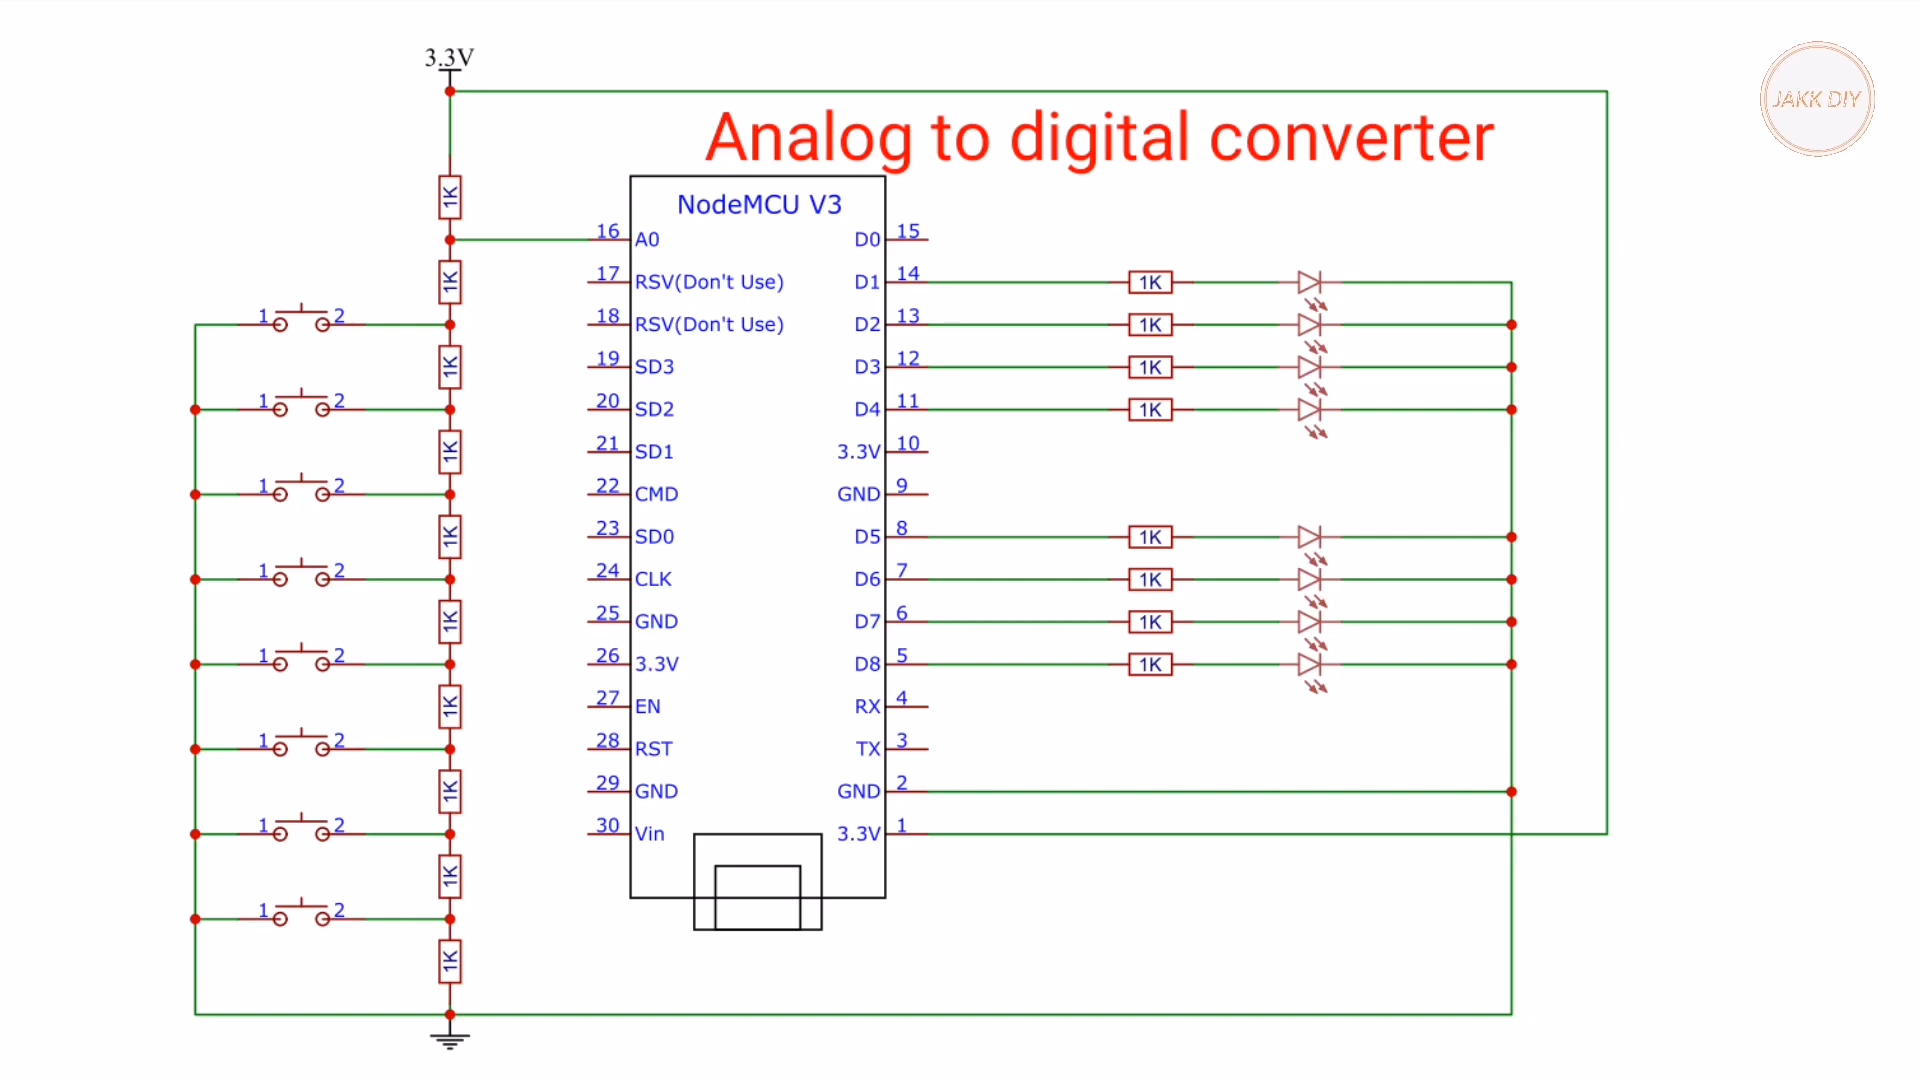 3.3V
JAKK DIY
Analog to digital converter
NodeMCU V3
1K
16 A0 D0 15
1K
17 RSV(Don't Use) D1 14 1K
1 2 18 RSV(Don't Use) D2 13 1K
1K 19 SD3 D3 12 1K
1 2 20 SD2 D4 11 1K
1K 21 SD1 3.3V 10
1 2 22 CMD GND 9
1K 23 SD0 D5 8 1K
1 2 24 CLK D6 7 1K
1K 25 GND D7 6 1K
1 2 26 3.3V D8 5 1K
1K 27 EN RX 4
1 2 28 RST TX 3
1K 29 GND GND 2
1 2 30 Vin 3.3V 1
1K
1 2
1K